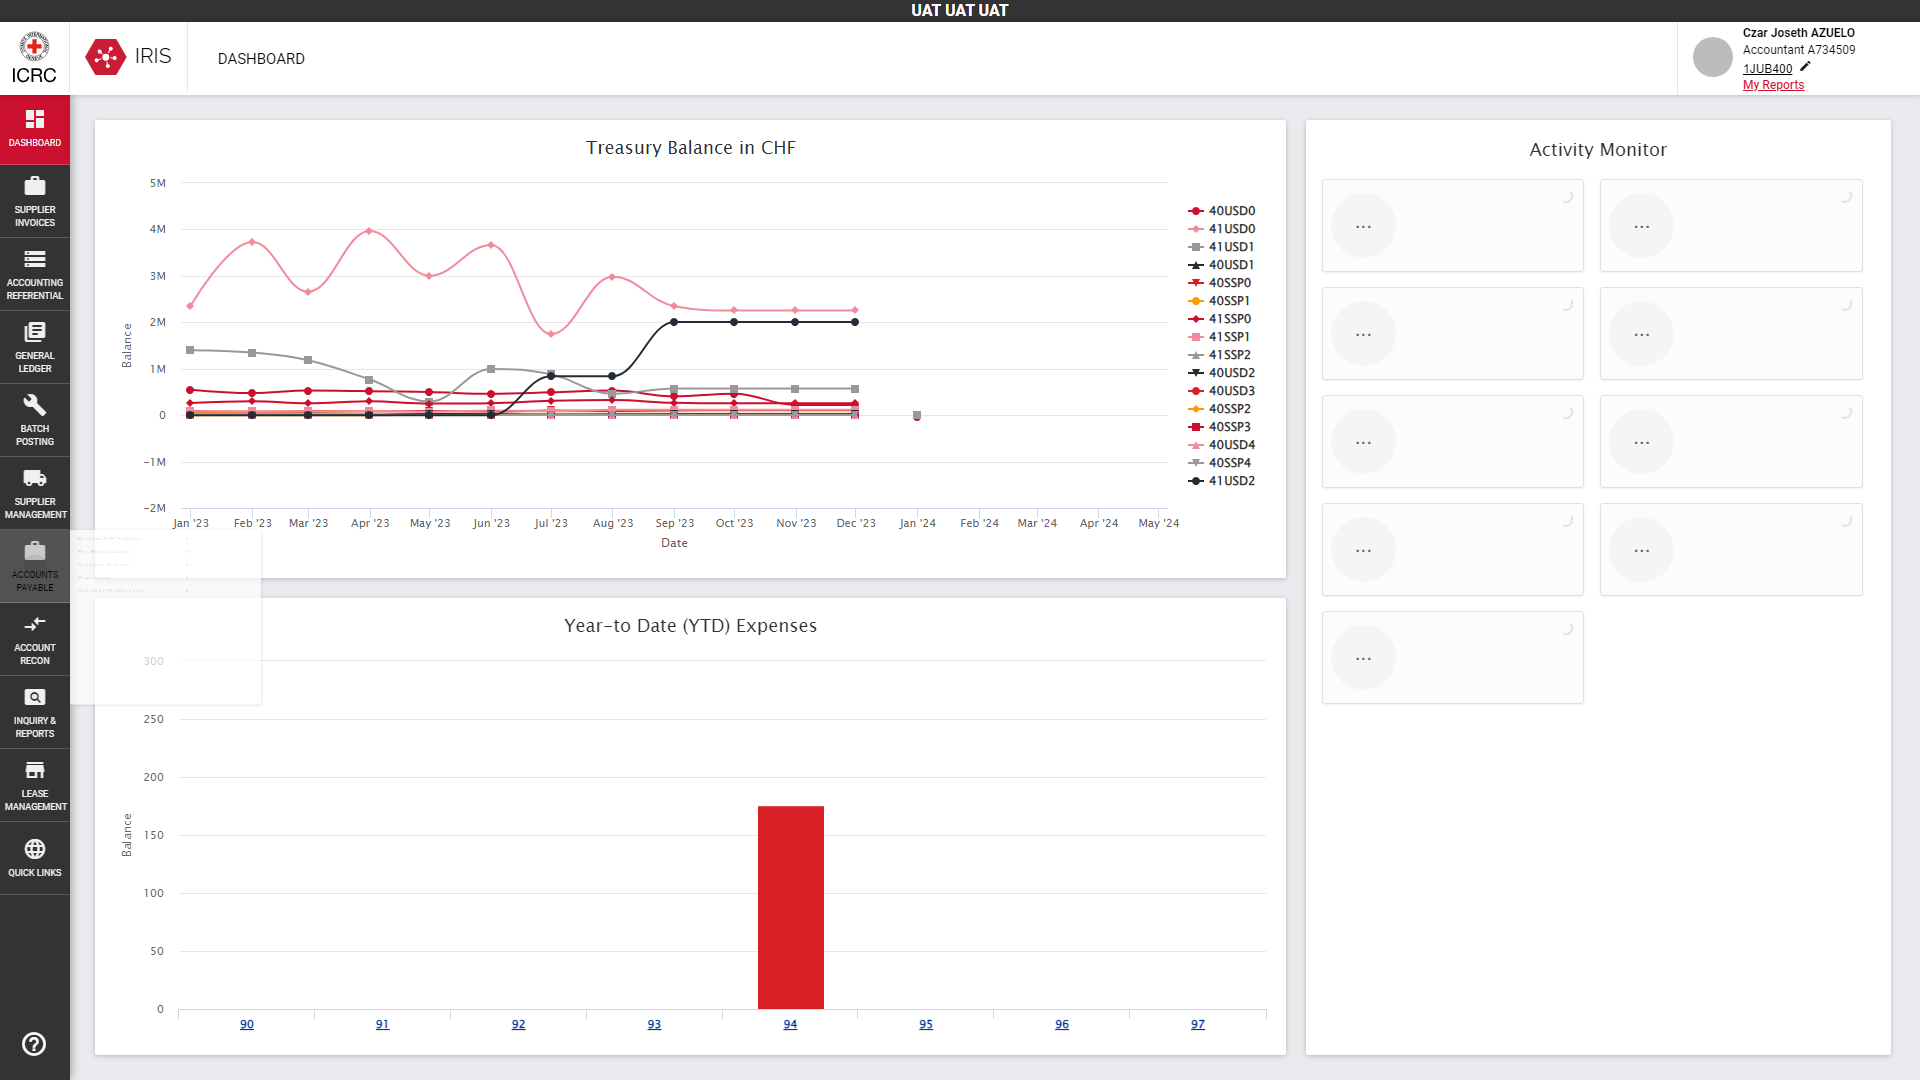 UAT UAT UAT
ICRC
IRIS
DASHBOARD
Czar Joseth AZUELO
Accountant A734509
1JUB400
My Reports
DASHBOARD
SUPPLIER
INVOICES
ACCOUNTING
REFERENTIAL
GENERAL
LEDGER
BATCH
POSTING
SUPPLIER
MANAGEMENT
ACCOUNTS
PAYABLE
ACCOUNT
RECON
INQUIRY &
REPORTS
LEASE
MANAGEMENT
QUICK LINKS
Treasury Balance in CHF
5M
4M
3M
2M
1M
0
-1M
-2M
Balance
Jan '23 Feb '23 Mar '23 Apr '23 May '23 Jun '23 Jul '23 Aug '23 Sep '23 Oct '23 Nov '23 Dec '23 Jan '24 Feb '24 Mar '24 Apr '24 May '24
Date
40USD0
41USD0
41USD1
40USD1
40SSP0
40SSP1
41SSP0
41SSP1
41SSP2
40USD2
40USD3
40SSP2
40SSP3
40USD4
40SSP4
41USD2
Year-to Date (YTD) Expenses
300
250
200
150
100
50
0
Balance
90 91 92 93 94 95 96 97
Activity Monitor
... ...
... ...
... ...
... ...
...